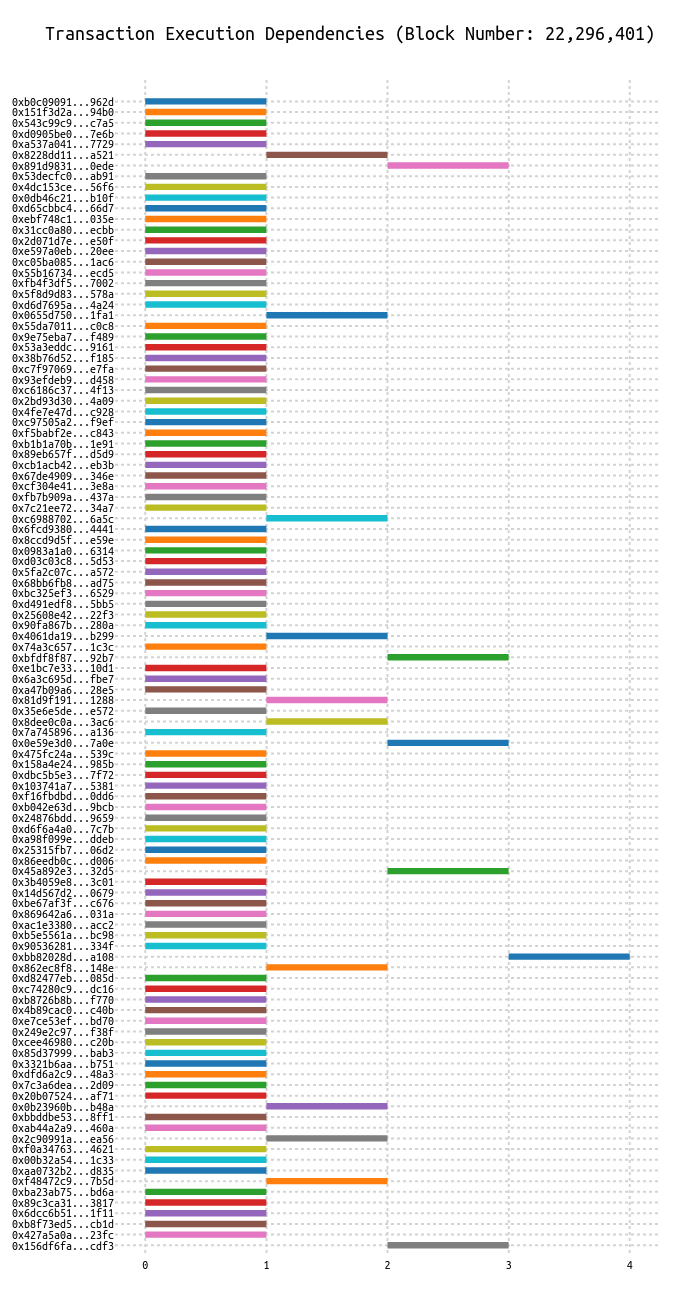 Transaction Execution Dependencies (Block Number: 22,296,401)
0xb0c09091...962d
0x151f3d2a...94b0
0x543c99c9...c7a5
0xd0905be0...7e6b
0xa537a041...7729
0x8228dd11...a521
0x891d9831...0ede
0x53decfc0...ab91
0x4dc153ce...56f6
0x0db46c21...b10f
0xd65cbbc4...66d7
0xebf748c1...035e
0x31cc0a80...ecbb
0x2d071d7e...e50f
0xe597a0eb...20ee
0xc05ba085...1ac6
0x55b16734...ecd5
0xfb4f3df5...7002
0x5f8d9d83...578a
0xd6d7695a...4a24
0x0655d750...1fa1
0x55da7011...c0c8
0x9e75eba7...f489
0x53a3eddc...9161
0x38b76d52...f185
0xc7f97069...e7fa
0x93efdeb9...d458
0xc6186c37...4f13
0x2bd93d30...4a09
0x4fe7e47d...c928
0xc97505a2...f9ef
0xf5babf2e...c843
0xb1b1a70b...1e91
0x89eb657f...d5d9
0xcb1acb42...eb3b
0x67de4909...346e
0xcf304e41...3e8a
0xfb7b909a...437a
0x7c21ee72...34a7
0xc6988702...6a5c
0x6fcd9380...4441
0x8ccd9d5f...e59e
0x0983a1a0...6314
0xd03c03c8...5d53
0x5fa2c07c...a572
0x68bb6fb8...ad75
0xbc325ef3...6529
0xd491edf8...5bb5
0x25608e42...22f3
0x90fa867b...280a
0x4061da19...b299
0x74a3c657...1c3c
0xbfdf8f87...92b7
0xe1bc7e33...10d1
0x6a3c695d...fbe7
0xa47b09a6...28e5
0x81d9f191...1288
0x35e6e5de...e572
0x8dee0c0a...3ac6
0x7a745896...a136
0x0e59e3d0...7a0e
0x475fc24a...539c
0x158a4e24...985b
0xdbc5b5e3...7f72
0x103741a7...5381
0xf16fbdbd...0dd6
0xb042e63d...9bcb
0x24876bdd...9659
0xd6f6a4a0...7c7b
0xa98f099e...ddeb
0x25315fb7...06d2
0x86eedb0c...d006
0x45a892e3...32d5
0x3b4059e8...3c01
0x14d567d2...0679
0xbe67af3f...c676
0x869642a6...031a
0xac1e3380...acc2
0xb5e5561a...bc98
0x90536281...334f
0xbb82028d...a108
0x862ec8f8...148e
0xd82477eb...085d
0xc74280c9...dc16
0xb8726b8b...f770
0x4b89cac0...c40b
0xe7ce53ef...bd70
0x249e2c97...f38f
0xcee46980...c20b
0x85d37999...bab3
0x3321b6aa...b751
0xdfd6a2c9...48a3
0x7c3a6dea...2d09
0x20b07524...af71
0x0b23960b...b48a
0xbbddbe53...8ff1
0xab44a2a9...460a
0x2c90991a...ea56
0xf0a34763...4621
0x00b32a54...1c33
0xaa0732b2...d835
0xf48472c9...7b5d
0xba23ab75...bd6a
0x89c3ca31...3817
0x6dcc6b51...1f11
0xb8f73ed5...cb1d
0x427a5a0a...23fc
0x156df6fa...cdf3
0 1 2 3 4